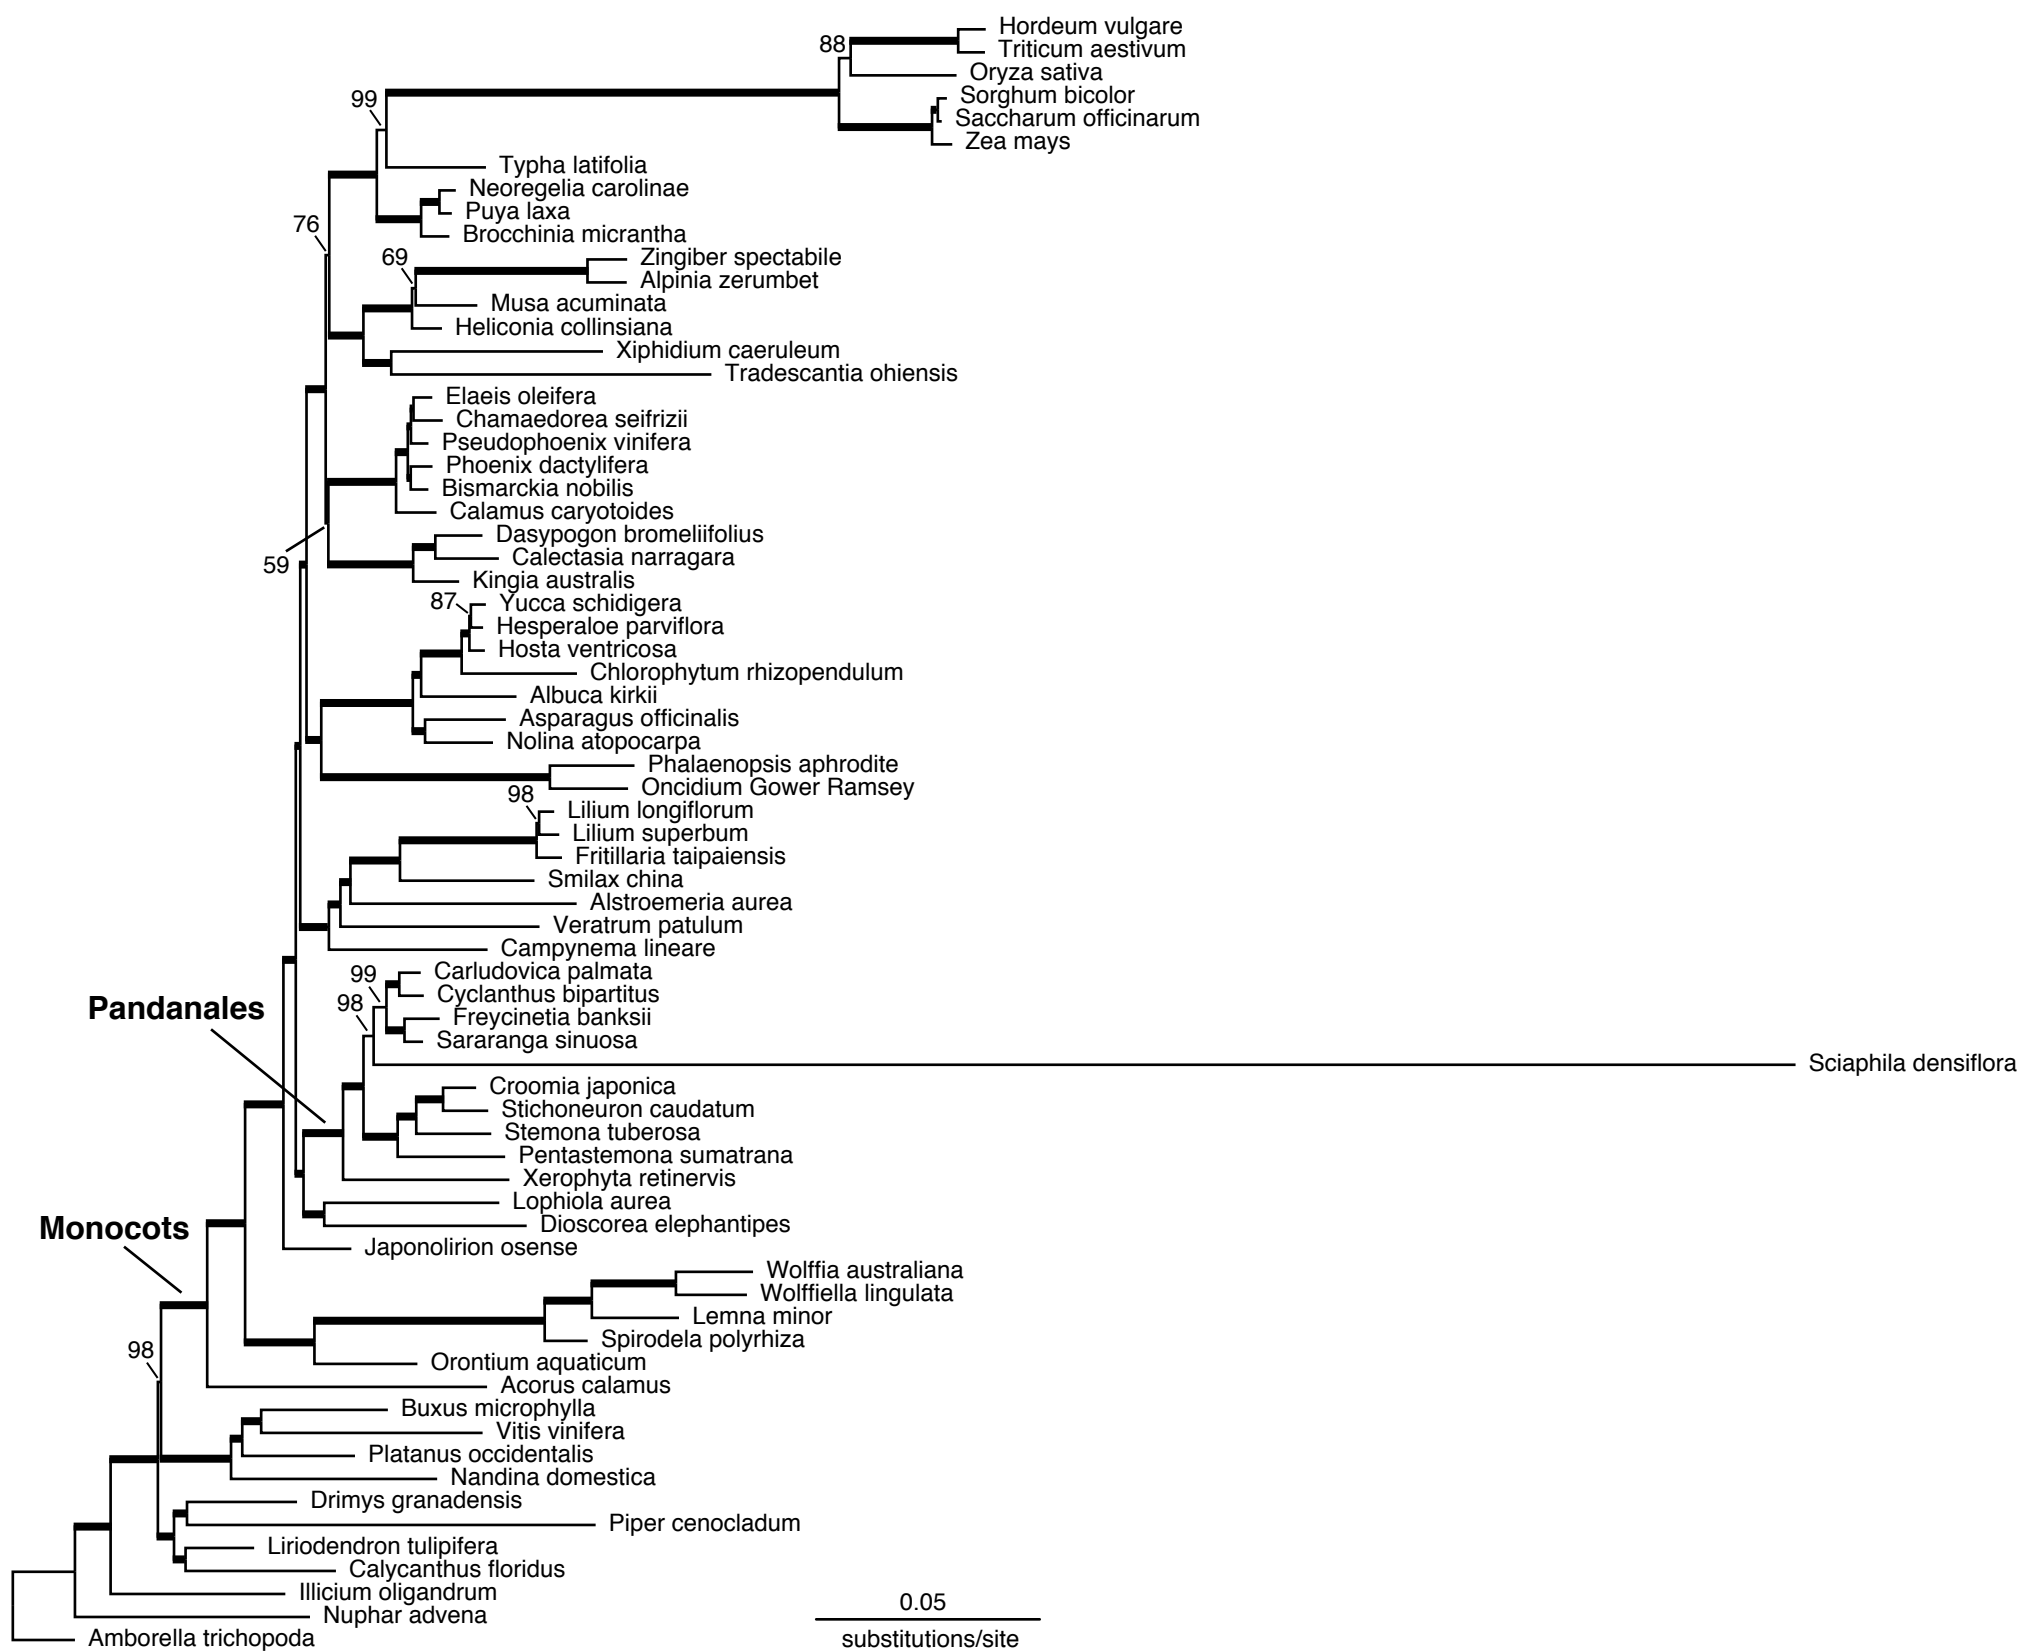 Hordeum vulgare
88
Triticum aestivum
Oryza sativa
Sorghum bicolor
99
Saccharum officinarum
Zea mays
Typha latifolia
Neoregelia carolinae
Puya laxa
76
Brocchinia micrantha
69
Zingiber spectabile
Alpinia zerumbet
Musa acuminata
Heliconia collinsiana
Xiphidium caeruleum
Tradescantia ohiensis
Elaeis oleifera
Chamaedorea seifrizii
Pseudophoenix vinifera
Phoenix dactylifera
Bismarckia nobilis
Calamus caryotoides
Dasypogon bromeliifolius
Calectasia narragara
59
Kingia australis
87
Yucca schidigera
Hesperaloe parviflora
Hosta ventricosa
Chlorophytum rhizopendulum
Albuca kirkii
Asparagus officinalis
Nolina atopocarpa
Phalaenopsis aphrodite
Oncidium Gower Ramsey
98
Lilium longiflorum
Lilium superbum
Fritillaria taipaiensis
Smilax china
Alstroemeria aurea
Veratrum patulum
Campynema lineare
99
Carludovica palmata
Cyclanthus bipartitus
98
Pandanales
Freycinetia banksii
Sararanga sinuosa
Sciaphila densiflora
Croomia japonica
Stichoneuron caudatum
Stemona tuberosa
Pentastemona sumatrana
Xerophyta retinervis
Lophiola aurea
Monocots
Dioscorea elephantipes
Japonolirion osense
Wolffia australiana
Wolffiella lingulata
Lemna minor
Spirodela polyrhiza
98
Orontium aquaticum
Acorus calamus
Buxus microphylla
Vitis vinifera
Platanus occidentalis
Nandina domestica
Drimys granadensis
Piper cenocladum
Liriodendron tulipifera
Calycanthus floridus
Illicium oligandrum
0.05
Nuphar advena
Amborella trichopoda
substitutions/site